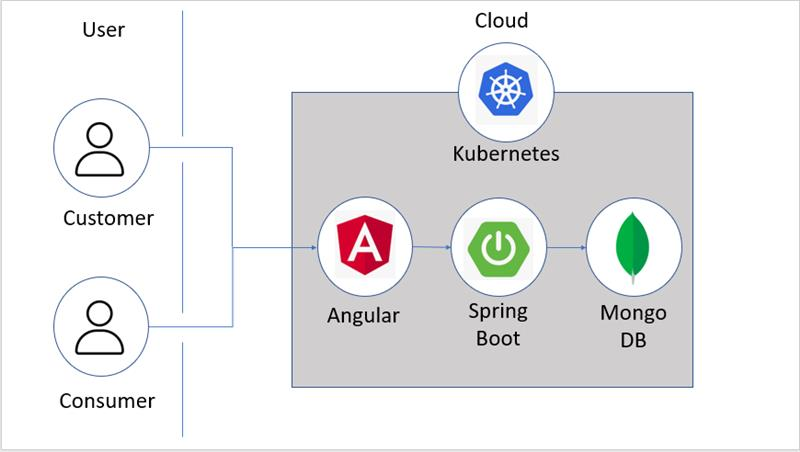 User
Cloud
Kubernetes
Customer
Angular
Spring
Boot
Mongo
DB
Consumer